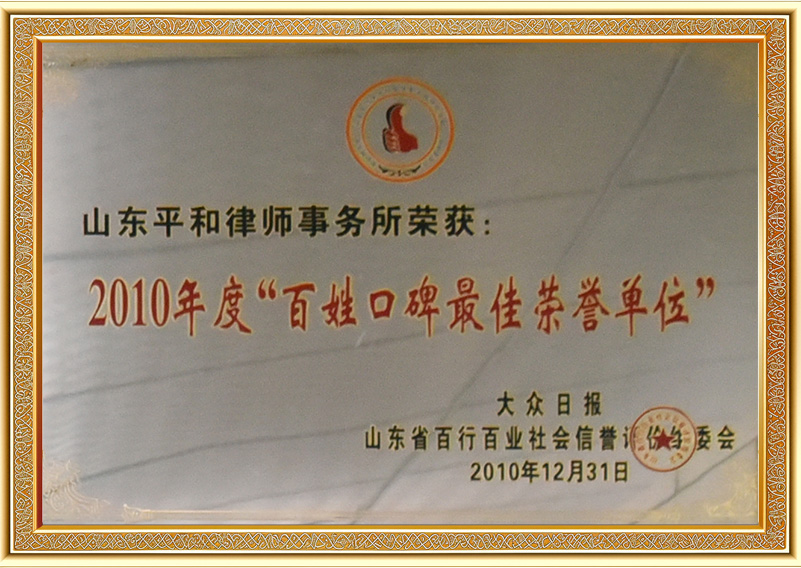 山东平和律师事务所荣获：
2010年度“百姓口碑最佳荣誉单位”
大众日报
山东省百行百业社会信誉评价组委会
2010年12月31日